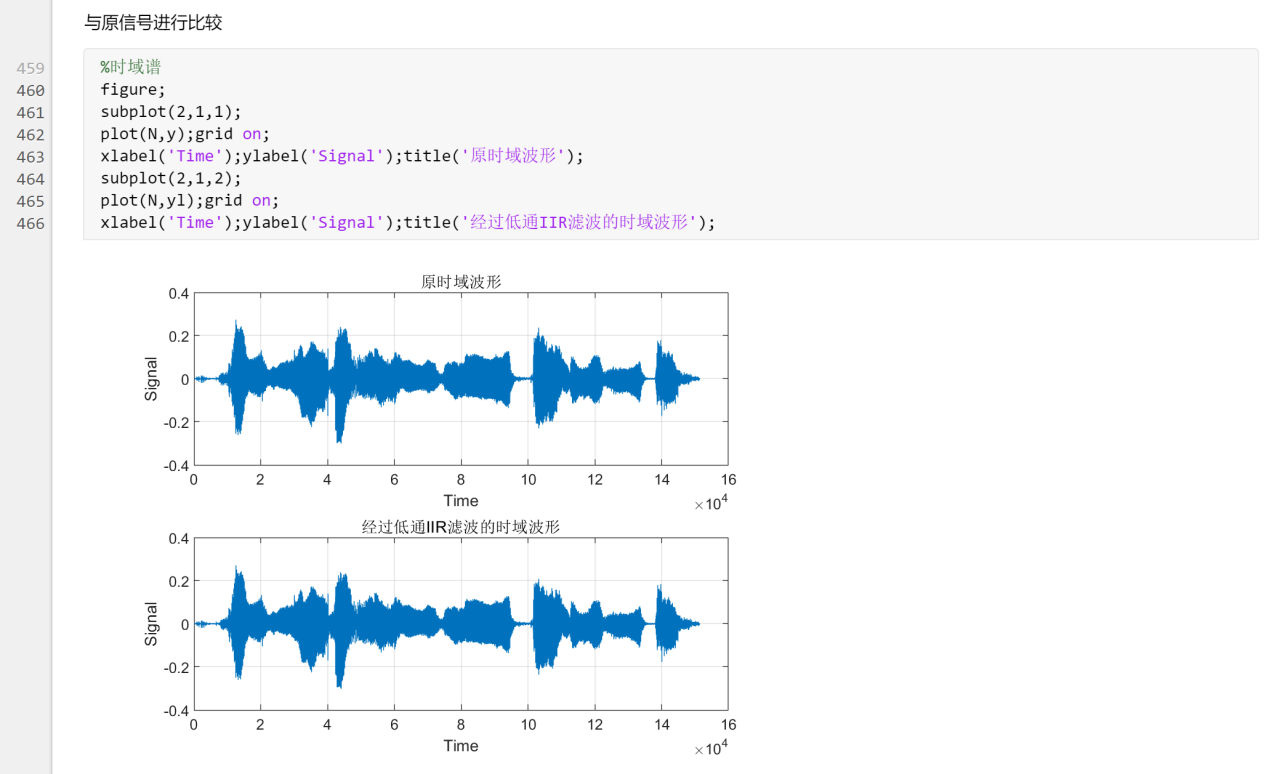 与原信号进行比较
459 %时域谱
460 figure;
461 subplot(2,1,1);
462 plot(N,y);grid on;
463 xlabel('Time');ylabel('Signal');title('原时域波形');
464 subplot(2,1,2);
465 plot(N,yl);grid on;
466 xlabel('Time');ylabel('Signal');title('经过低通IIR滤波的时域波形');
原时域波形
0.4
0.2
0
-0.2
-0.4
Signal
0 2 4 6 8 10 12 14 16
Time
×10⁴
经过低通IIR滤波的时域波形
0.4
0.2
0
-0.2
-0.4
Signal
0 2 4 6 8 10 12 14 16
Time
×10⁴